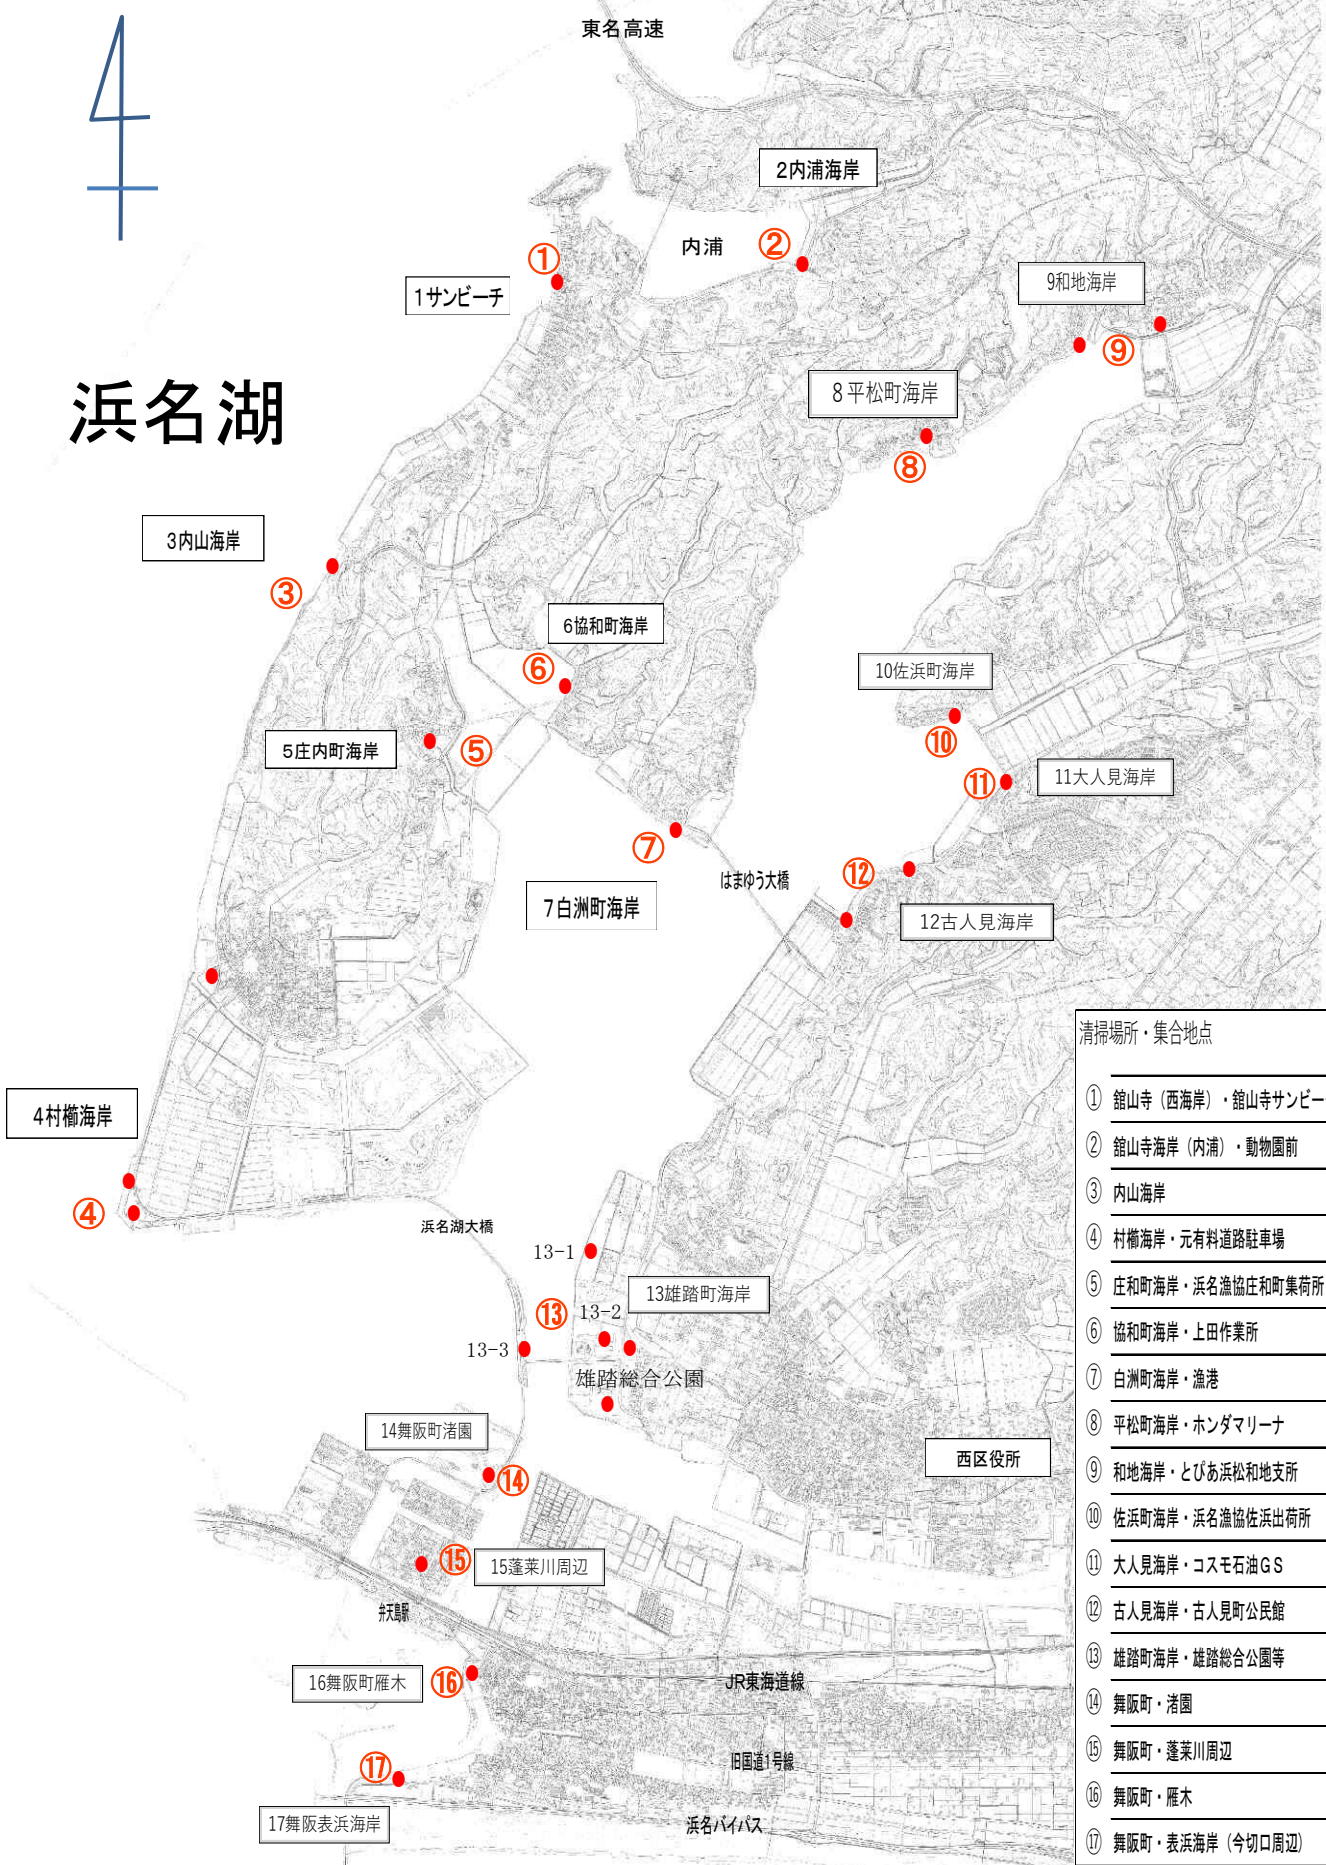 東名高速
2内浦海岸
内浦
②
①
1サンビーチ
9和地海岸
⑨
浜名湖
8平松町海岸
⑧
3内山海岸
③
6協和町海岸
⑥
10佐浜町海岸
⑩
5庄内町海岸
⑤
⑪
11大人見海岸
⑦
はまゆう大橋
⑫
7白洲町海岸
12古人見海岸
4村櫛海岸
④
浜名湖大橋
13-1
13雄踏町海岸
⑬
13-2
13-3
雄踏総合公園
14舞阪町渚園
⑭
西区役所
⑮
15蓬莱川周辺
弁天島駅
16舞阪町雁木
⑯
JR東海道線
⑰
旧国道1号線
17舞阪表浜海岸
浜名バイパス
清掃場所・集合地点
① 舘山寺（西海岸）・舘山寺サンビー
② 舘山寺海岸（内浦）・動物園前
③ 内山海岸
④ 村櫛海岸・元有料道路駐車場
⑤ 庄和町海岸・浜名漁協庄和町集荷所
⑥ 協和町海岸・上田作業所
⑦ 白洲町海岸・漁港
⑧ 平松町海岸・ホンダマリーナ
⑨ 和地海岸・とぴあ浜松和地支所
⑩ 佐浜町海岸・浜名漁協佐浜出荷所
⑪ 大人見海岸・コスモ石油GS
⑫ 古人見海岸・古人見町公民館
⑬ 雄踏町海岸・雄踏総合公園等
⑭ 舞阪町・渚園
⑮ 舞阪町・蓬莱川周辺
⑯ 舞阪町・雁木
⑰ 舞阪町・表浜海岸（今切口周辺）